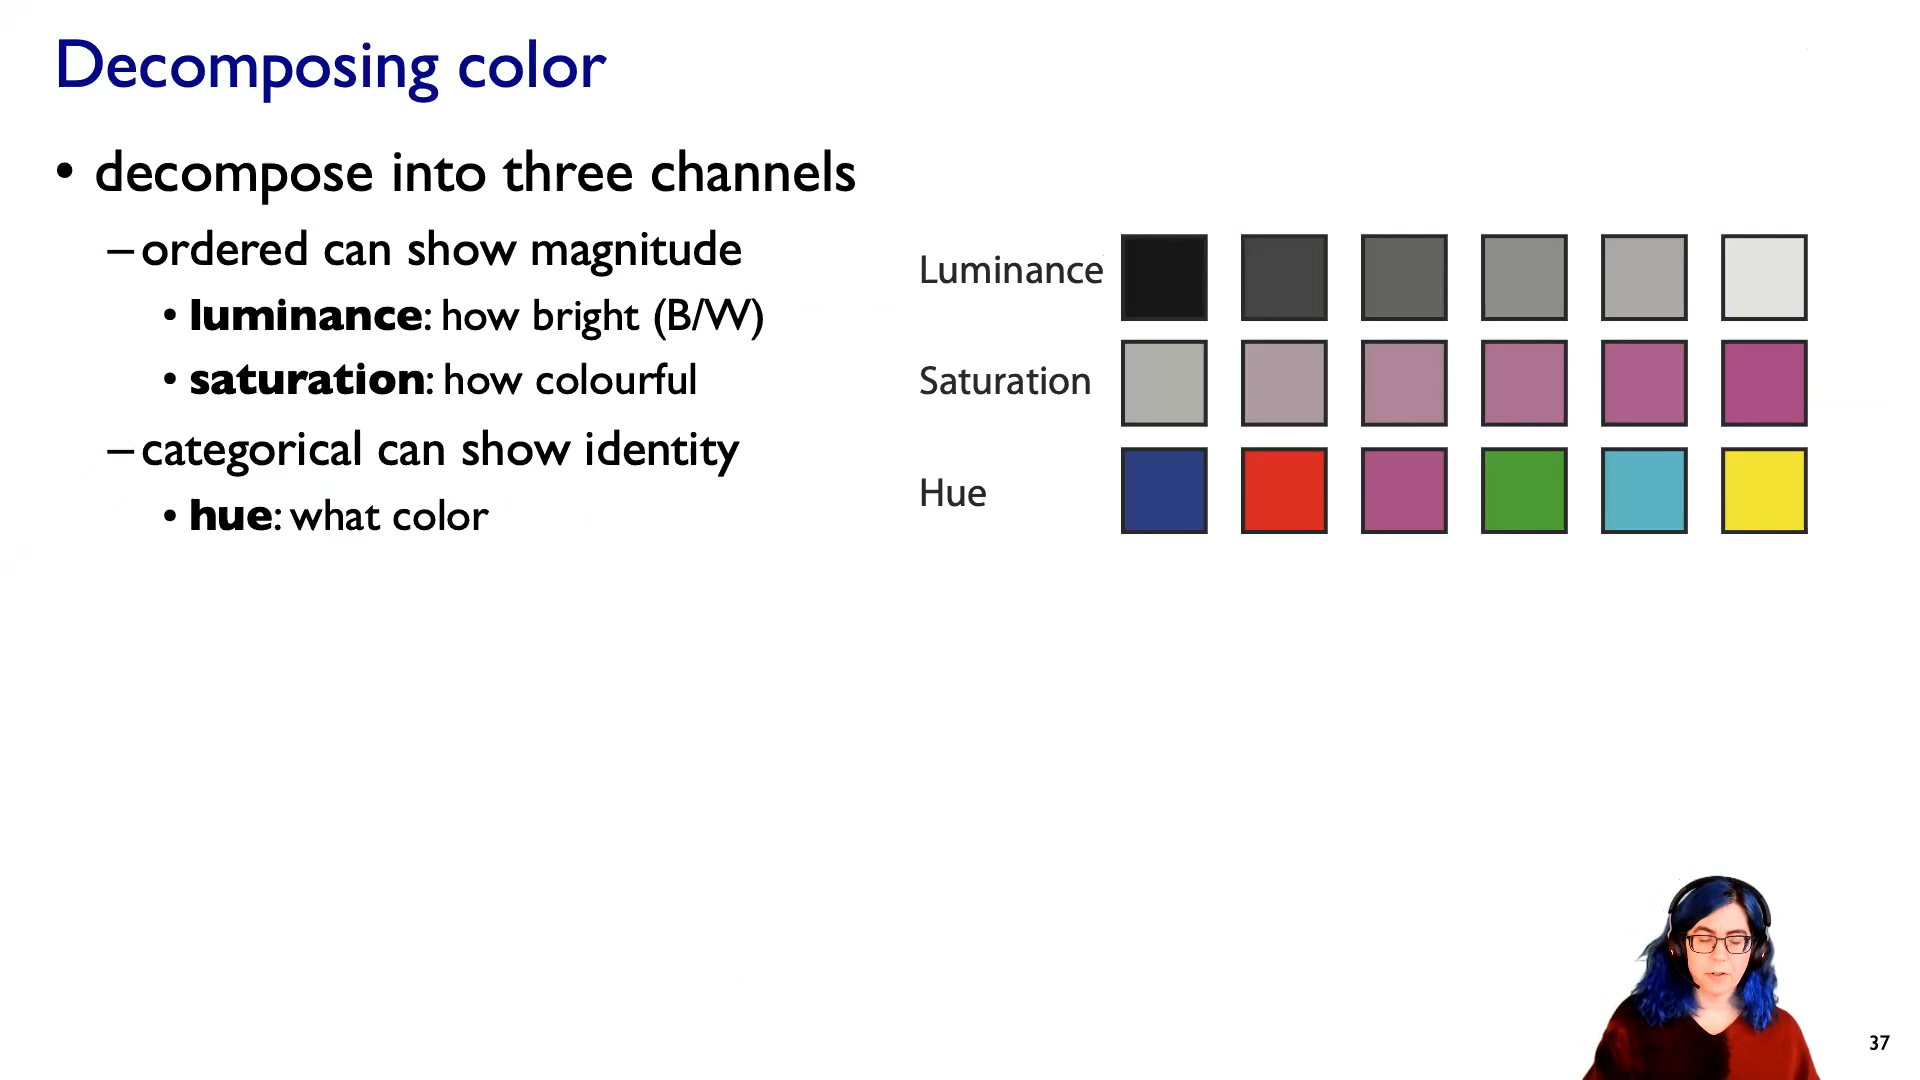 Decomposing color
• decompose into three channels
– ordered can show magnitude
• luminance: how bright (B/W)
• saturation: how colourful
– categorical can show identity
• hue: what color
Luminance
Saturation
Hue
37